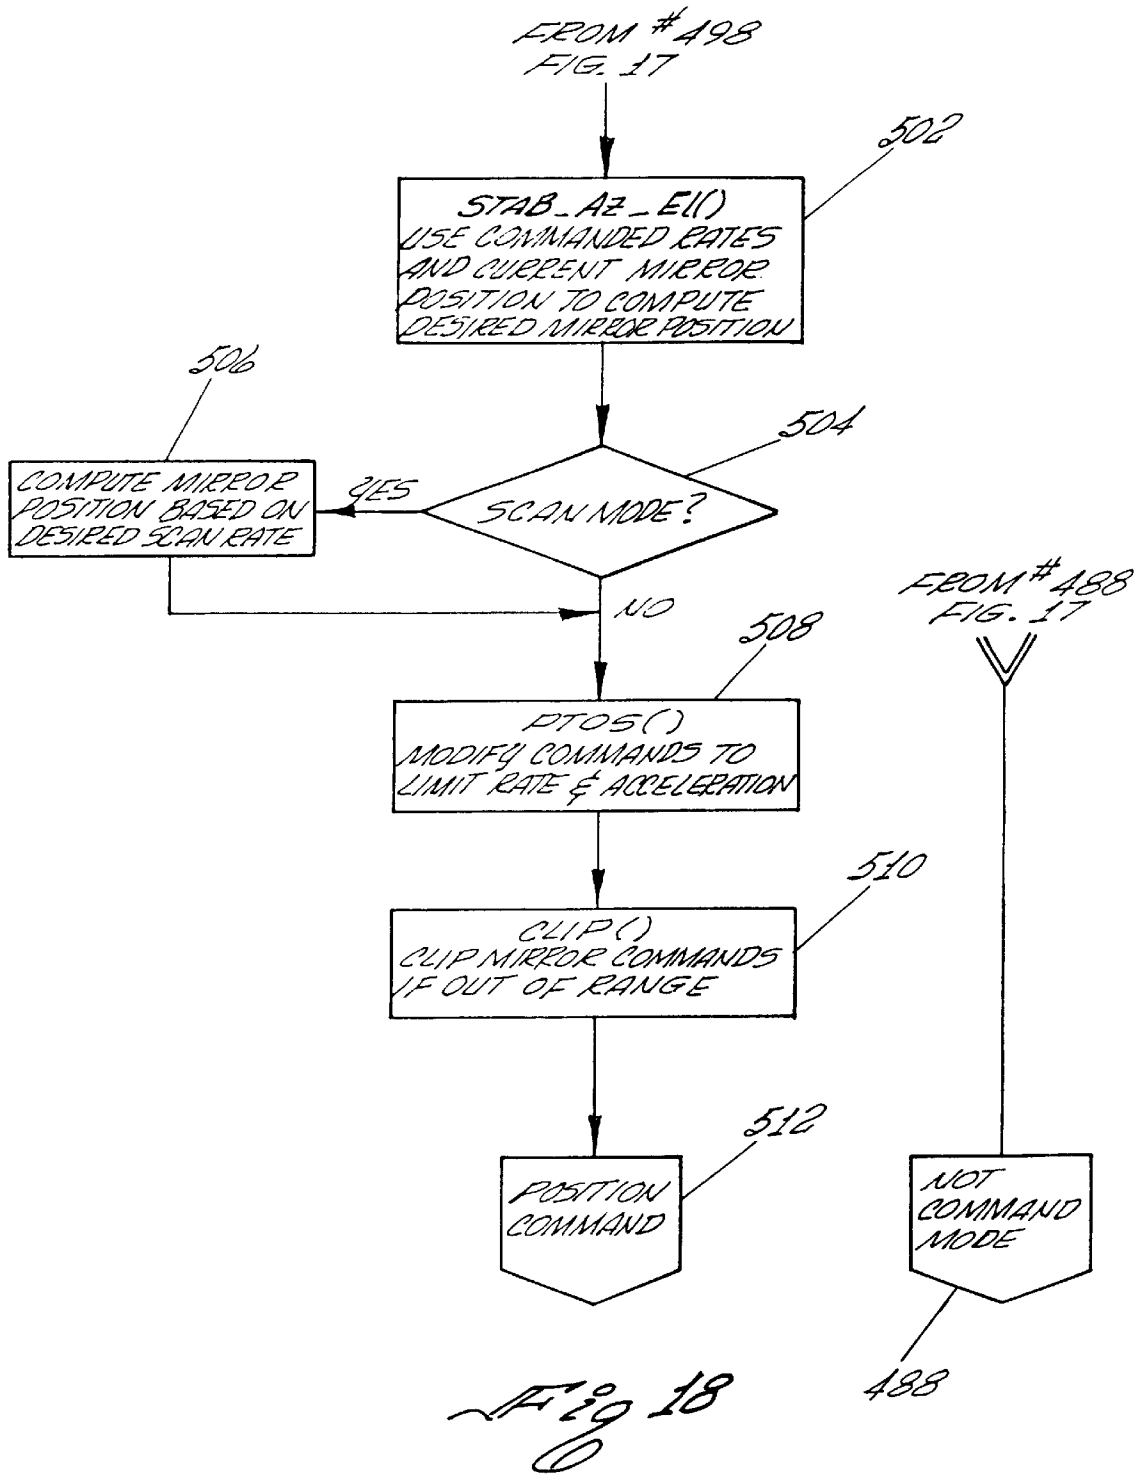 FROM #498
FIG. 17
502
STAB_AZ_El()
USE COMMANDED RATES
AND CURRENT MIRROR
POSITION TO COMPUTE
DESIRED MIRROR POSITION
506
504
COMPUTE MIRROR
POSITION BASED ON
DESIRED SCAN RATE
YES
SCAN MODE?
NO
FROM #488
FIG. 17
508
PTOS()
MODIFY COMMANDS TO
LIMIT RATE & ACCELERATION
510
CLIP()
CLIP MIRROR COMMANDS
IF OUT OF RANGE
512
POSITION
COMMAND
NOT
COMMAND
MODE
488
Fig 18